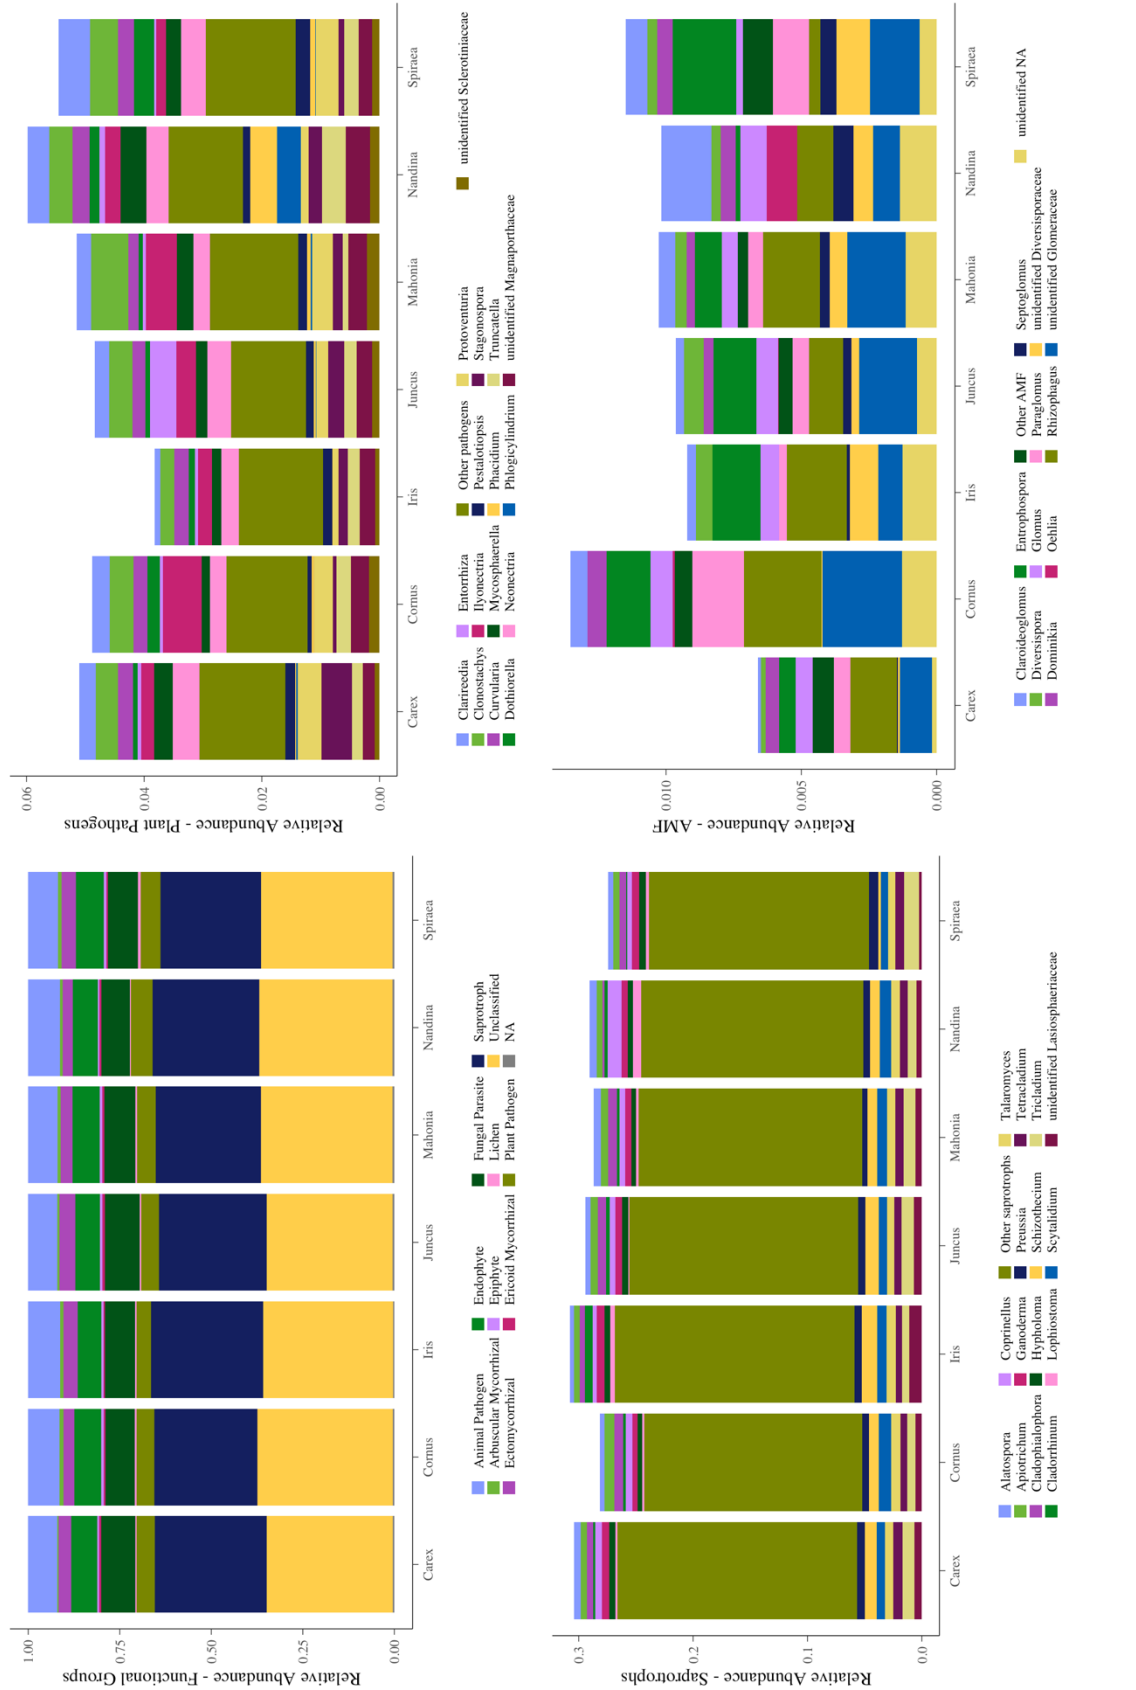 Relative Abundance - Functional Groups
1.00
0.75
0.50
0.25
0.00
Carex
Cornus
Iris
Juncus
Mahonia
Nandina
Spiraea
Animal Pathogen
Arbuscular Mycorrhizal
Ectomycorrhizal
Endophyte
Epiphyte
Ericoid Mycorrhizal
Fungal Parasite
Lichen
Plant Pathogen
Saprotroph
Unclassified
NA
Relative Abundance - Plant Pathogens
0.06
0.04
0.02
0.00
Carex
Cornus
Iris
Juncus
Mahonia
Nandina
Spiraea
Clarireedia
Clonostachys
Curvularia
Dothiorella
Entorrhiza
Ilyonectria
Mycosphaerella
Neonectria
Other pathogens
Pestalotiopsis
Phacidium
Phlogicylindrium
Protoventuria
Stagonospora
Truncatella
unidentified Magnaporthaceae
unidentified Sclerotiniaceae
Relative Abundance - Saprotrophs
0.3
0.2
0.1
0.0
Carex
Cornus
Iris
Juncus
Mahonia
Nandina
Spiraea
Alatospora
Apiotrichum
Cladophialophora
Cladorrhinum
Coprinellus
Ganoderma
Hypholoma
Lophiostoma
Other saprotrophs
Preussia
Schizothecium
Scytalidium
Talaromyces
Tetracladium
Tricladium
unidentified Lasiosphaeriaceae
Relative Abundance - AMF
0.010
0.005
0.000
Carex
Cornus
Iris
Juncus
Mahonia
Nandina
Spiraea
Claroideoglomus
Diversispora
Dominikia
Entrophospora
Glomus
Oehlia
Other AMF
Paraglomus
Rhizophagus
Septoglomus
unidentified Diversisporaceae
unidentified Glomeraceae
unidentified NA